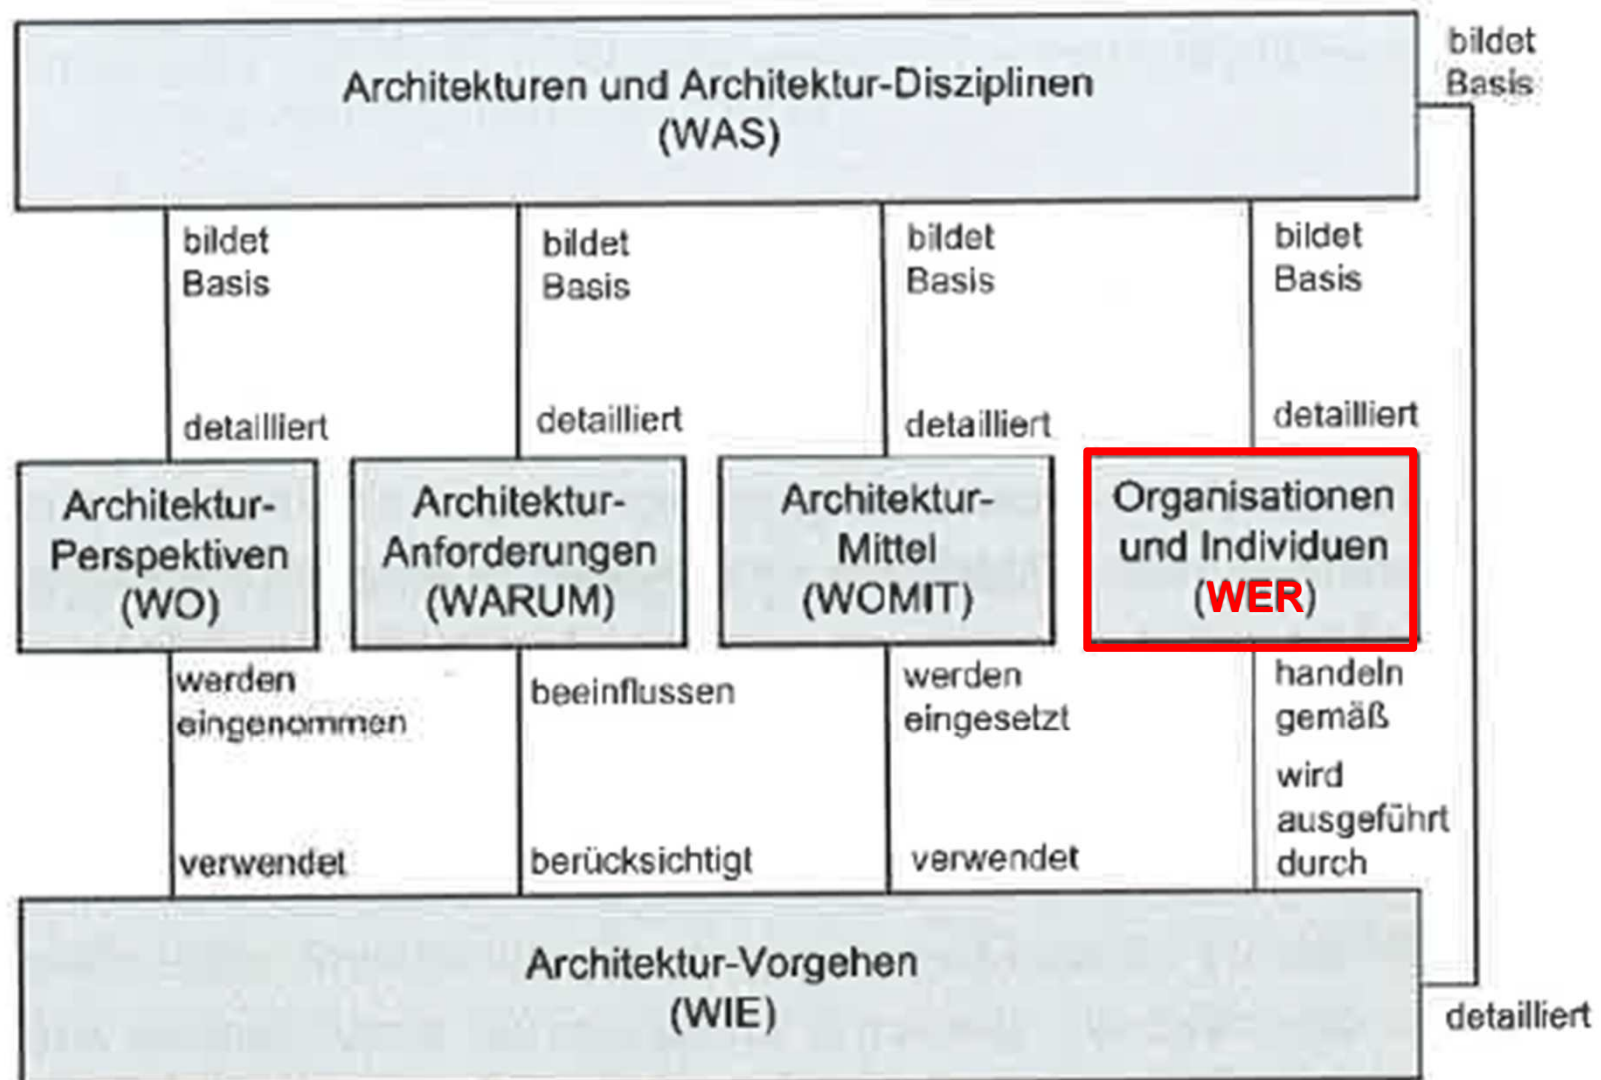 Architekturen und Architektur-Disziplinen
(WAS)
bildet
Basis
bildet
Basis
bildet
Basis
bildet
Basis
bildet
Basis
detailliert
detailliert
detailliert
detailliert
Architektur-
Perspektiven
(WO)
Architektur-
Anforderungen
(WARUM)
Architektur-
Mittel
(WOMIT)
Organisationen
und Individuen
(WER)
werden
eingenommen
beeinflussen
werden
eingesetzt
handeln
gemäß
verwendet
berücksichtigt
verwendet
wird
ausgeführt
durch
Architektur-Vorgehen
(WIE)
detailliert